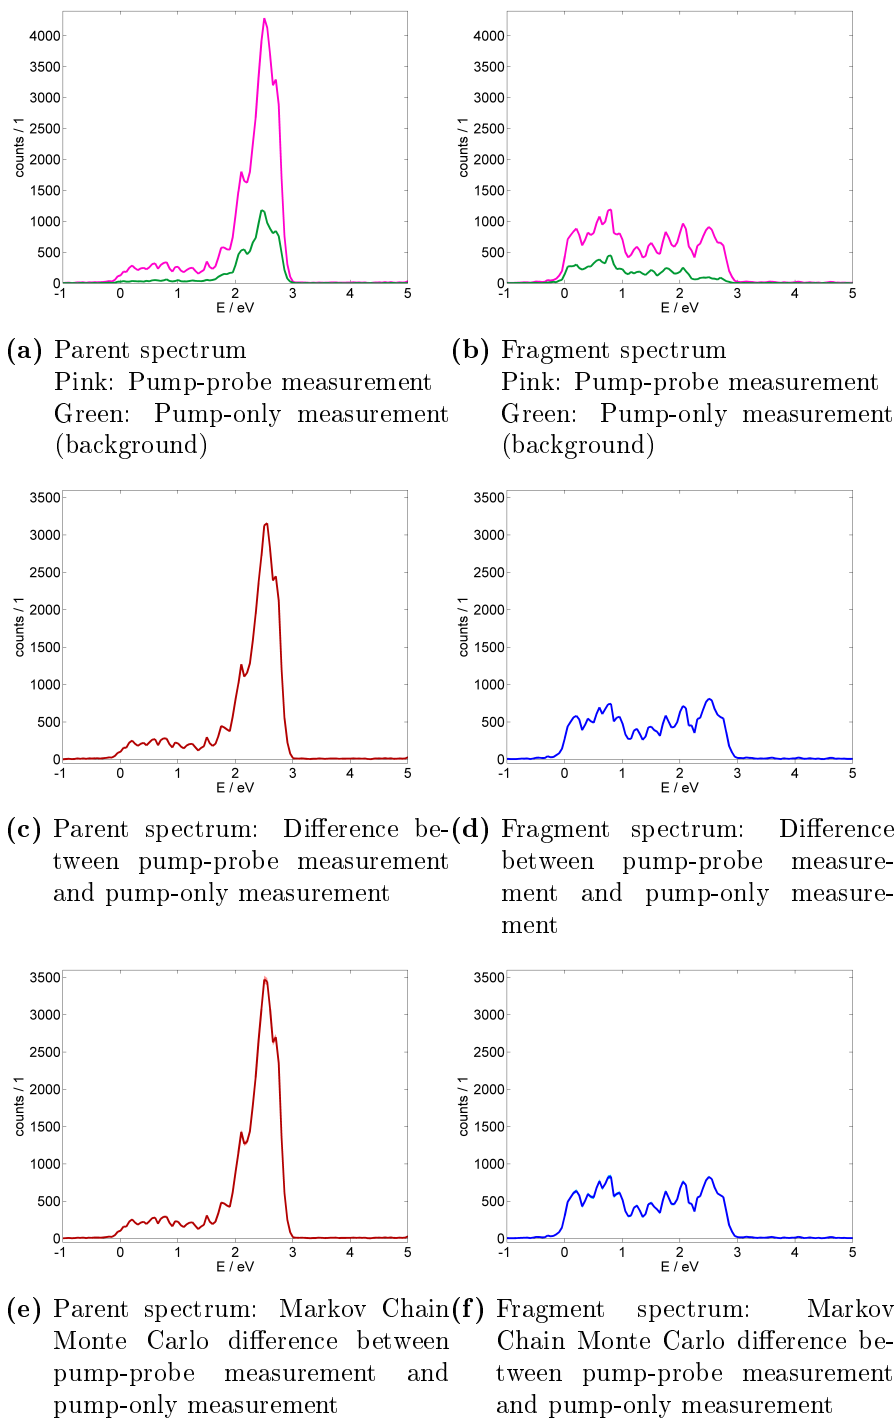 4000
3500
3000
2500
2000
1500
1000
500
0
counts / 1
-1 0 1 2 3 4 5
E / eV
(a) Parent spectrum
Pink: Pump-probe measurement
Green: Pump-only measurement
(background)
4000
3500
3000
2500
2000
1500
1000
500
0
counts / 1
-1 0 1 2 3 4 5
E / eV
(b) Fragment spectrum
Pink: Pump-probe measurement
Green: Pump-only measurement
(background)
3500
3000
2500
2000
1500
1000
500
0
counts / 1
-1 0 1 2 3 4 5
E / eV
(c) Parent spectrum: Difference be-
tween pump-probe measurement
and pump-only measurement
3500
3000
2500
2000
1500
1000
500
0
counts / 1
-1 0 1 2 3 4 5
E / eV
(d) Fragment spectrum: Difference
between pump-probe measure-
ment and pump-only measure-
ment
3500
3000
2500
2000
1500
1000
500
0
counts / 1
-1 0 1 2 3 4 5
E / eV
(e) Parent spectrum: Markov Chain
Monte Carlo difference between
pump-probe measurement and
pump-only measurement
3500
3000
2500
2000
1500
1000
500
0
counts / 1
-1 0 1 2 3 4 5
E / eV
(f) Fragment spectrum: Markov
Chain Monte Carlo difference be-
tween pump-probe measurement
and pump-only measurement